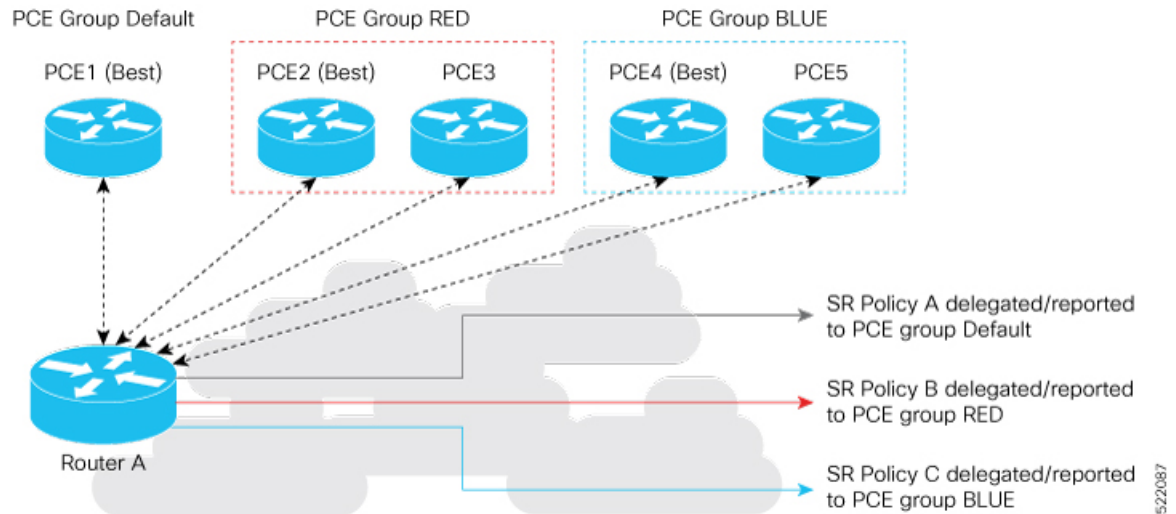 PCE Group Default
PCE Group RED
PCE Group BLUE
PCE1 (Best)
PCE2 (Best)
PCE3
PCE4 (Best)
PCE5
SR Policy A delegated/reported
to PCE group Default
SR Policy B delegated/reported
to PCE group RED
Router A
SR Policy C delegated/reported
to PCE group BLUE
522087